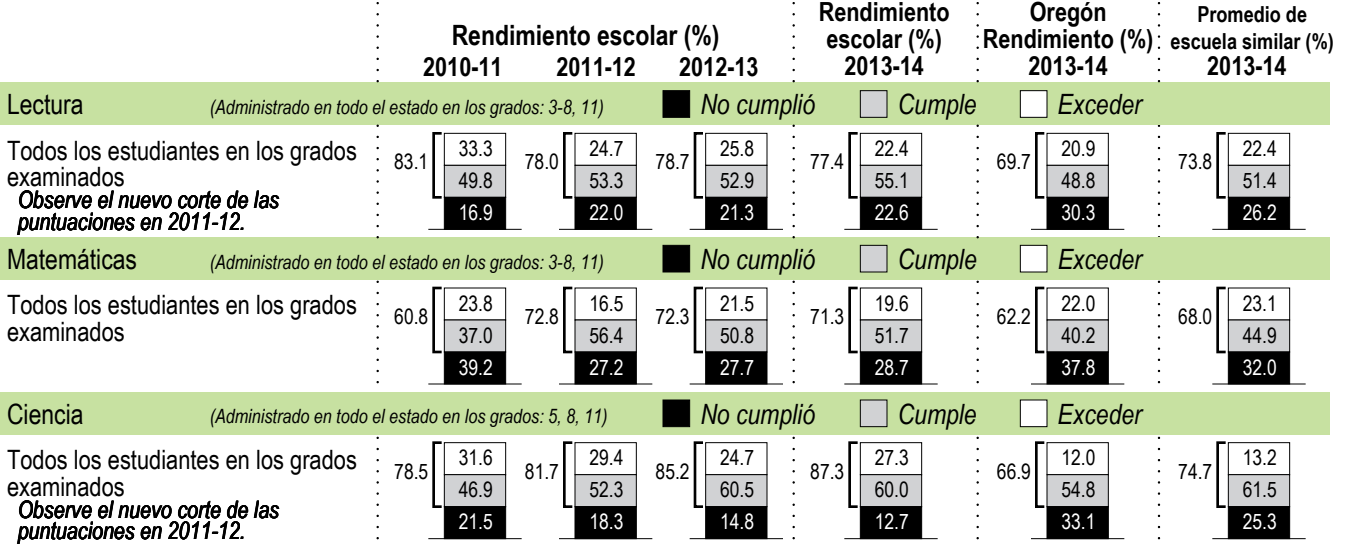 Rendimiento escolar (%)
2010-11 2011-12 2012-13
Rendimiento
escolar (%)
2013-14
Oregón
Rendimiento (%)
2013-14
Promedio de
escuela similar (%)
2013-14
Lectura (Administrado en todo el estado en los grados: 3-8, 11) No cumplió Cumple Exceder
Todos los estudiantes en los grados
examinados
Observe el nuevo corte de las
puntuaciones en 2011-12.
83.1 33.3 78.0 24.7 78.7 25.8 77.4 22.4 69.7 20.9 73.8 22.4
49.8 53.3 52.9 55.1 48.8 51.4
16.9 22.0 21.3 22.6 30.3 26.2
Matemáticas (Administrado en todo el estado en los grados: 3-8, 11) No cumplió Cumple Exceder
Todos los estudiantes en los grados
examinados
60.8 23.8 72.8 16.5 72.3 21.5 71.3 19.6 62.2 22.0 68.0 23.1
37.0 56.4 50.8 51.7 40.2 44.9
39.2 27.2 27.7 28.7 37.8 32.0
Ciencia (Administrado en todo el estado en los grados: 5, 8, 11) No cumplió Cumple Exceder
Todos los estudiantes en los grados
examinados
Observe el nuevo corte de las
puntuaciones en 2011-12.
78.5 31.6 81.7 29.4 85.2 24.7 87.3 27.3 66.9 12.0 74.7 13.2
46.9 52.3 60.5 60.0 54.8 61.5
21.5 18.3 14.8 12.7 33.1 25.3